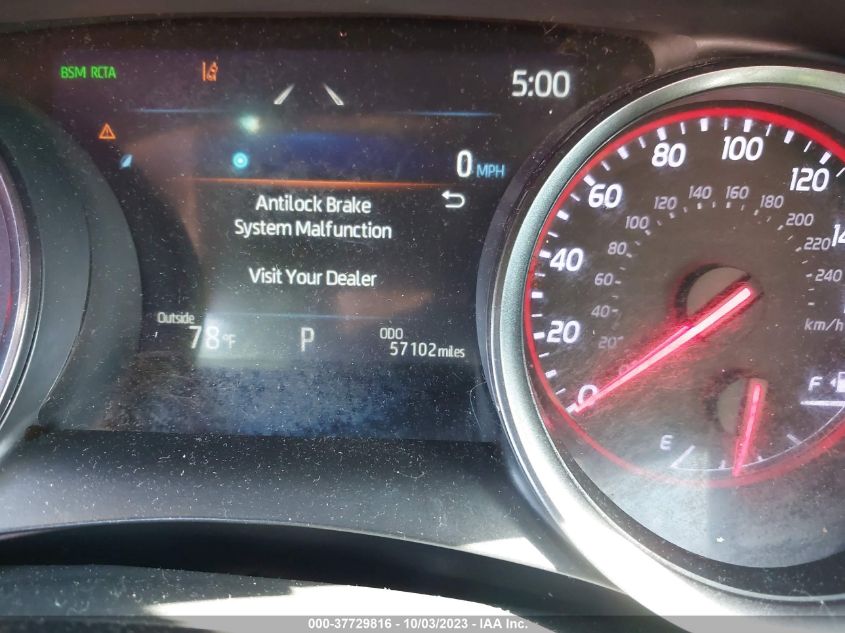 BSM RCTA
5:00
0 MPH
Antilock Brake
System Malfunction
Visit Your Dealer
Outside
78°F
P
ODO
57102 miles
0
20
40
60
80
100
120
20
40
60
80
100
120
140
160
180
200
220
240
km/h
E
F
000-37729816 - 10/03/2023 - IAA Inc.